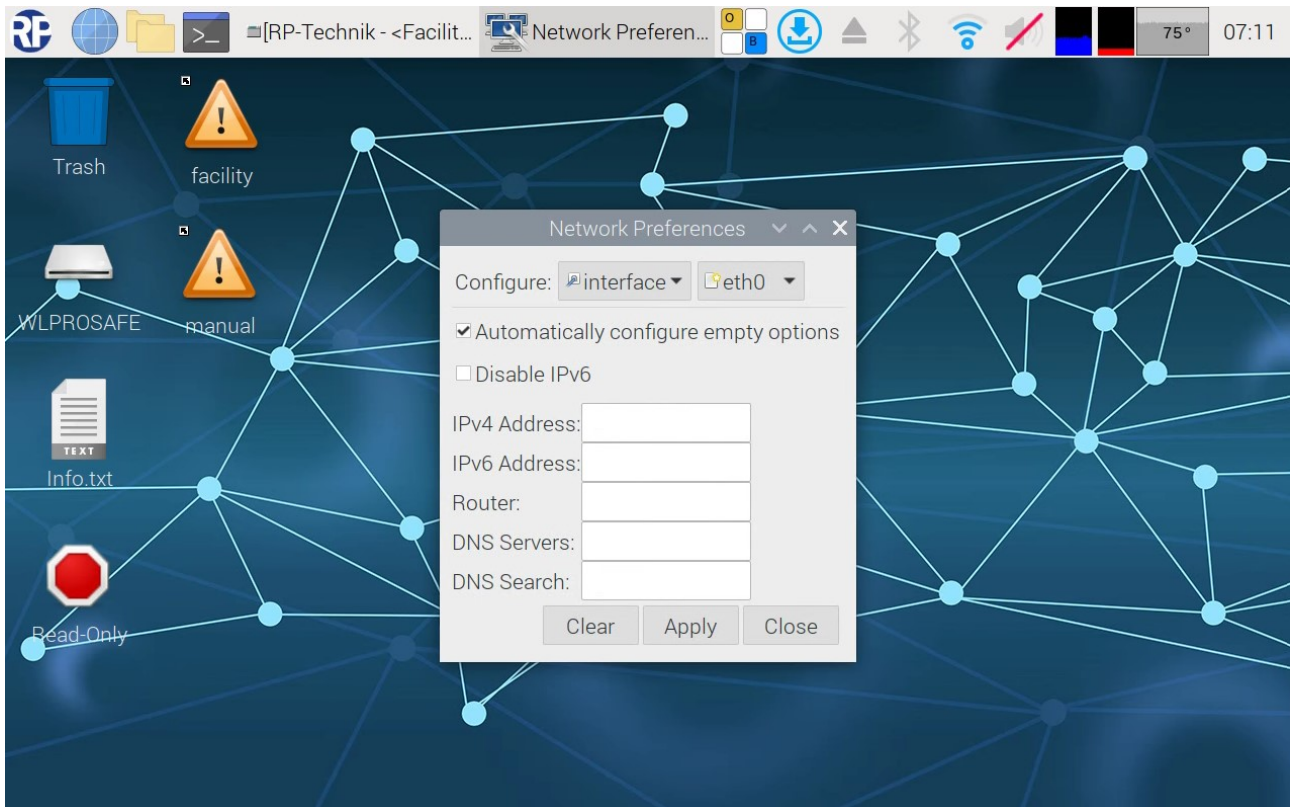 RP
>_
[RP-Technik - <Facilit...
Network Preferen...
O
B
75°
07:11
Trash
facility
WLPROSAFE
manual
TEXT
Info.txt
Read-Only
Network Preferences
Configure:
interface
eth0
Automatically configure empty options
Disable IPv6
IPv4 Address:
IPv6 Address:
Router:
DNS Servers:
DNS Search:
Clear
Apply
Close